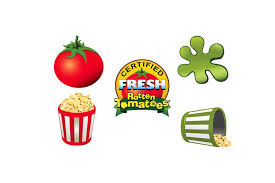 CERTIFIED
FRESH
Rotten
Tomatoes